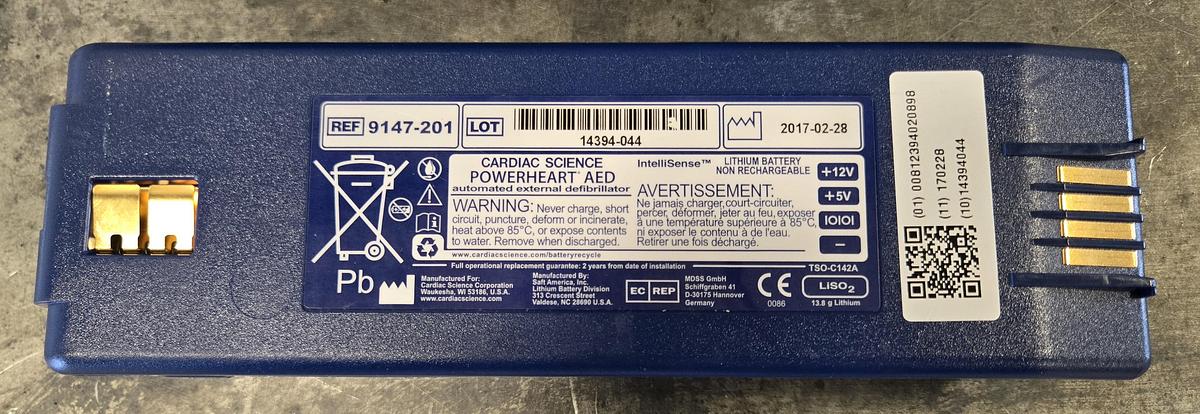 REF 9147-201
LOT
14394-044
2017-02-28
CARDIAC SCIENCE
POWERHEART® AED
automated external defibrillator
IntelliSense™
LITHIUM BATTERY
NON RECHARGEABLE
WARNING: Never charge, short
circuit, puncture, deform or incinerate,
heat above 85°C, or expose contents
to water. Remove when discharged.
www.cardiacscience.com/batteryrecycle
AVERTISSEMENT:
Ne jamais charger,court-circuiter,
percer, déformer, jeter au feu, exposer
à une température supérieure à 85°C,
ni exposer le contenu à de l'eau.
Retirer une fois déchargé.
+12V
+5V
IOIOI
−
Full operational replacement guarantee: 2 years from date of installation
TSO-C142A
Pb
Manufactured For:
Cardiac Science Corporation
Waukesha, WI 53186, U.S.A.
www.cardiacscience.com
Manufactured By:
Saft America, Inc.
Lithium Battery Division
313 Crescent Street
Valdese, NC 28690 U.S.A.
EC REP
MDSS GmbH
Schiffgraben 41
D-30175 Hannover
Germany
CE
0086
LiSO2
13.8 g Lithium
(01) 00812394020898
(11) 170228
(10)14394044